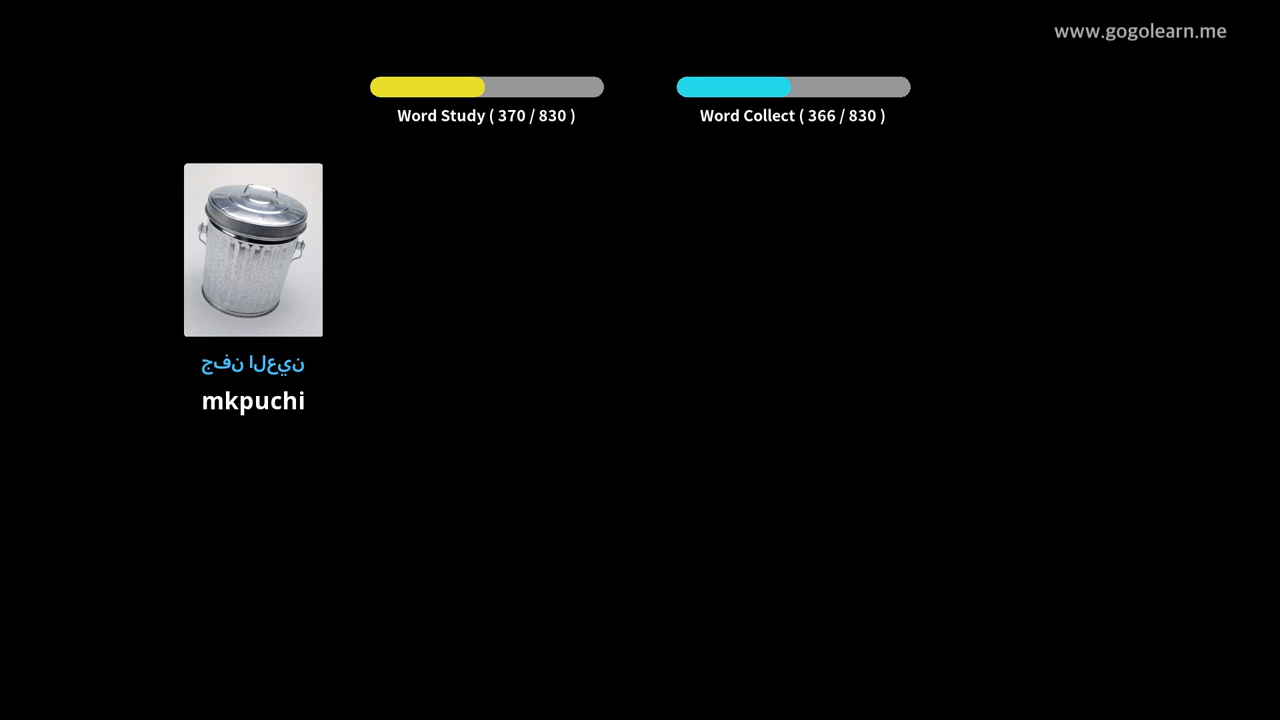 www.gogolearn.me
Word Study ( 370 / 830 )
Word Collect ( 366 / 830 )
جفن العين
mkpuchi